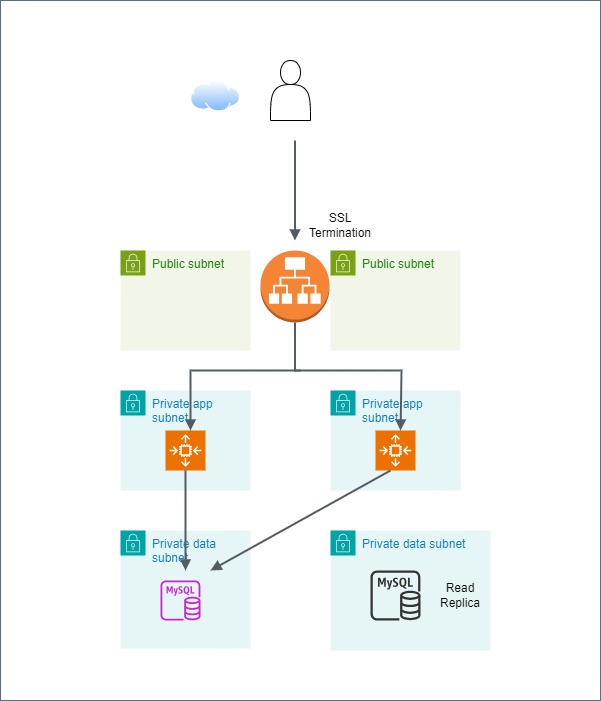 SSL
Termination
Public subnet
Public subnet
Private app
subnet
Private app
subnet
Private data
subnet
Private data subnet
MySQL
MySQL
Read
Replica